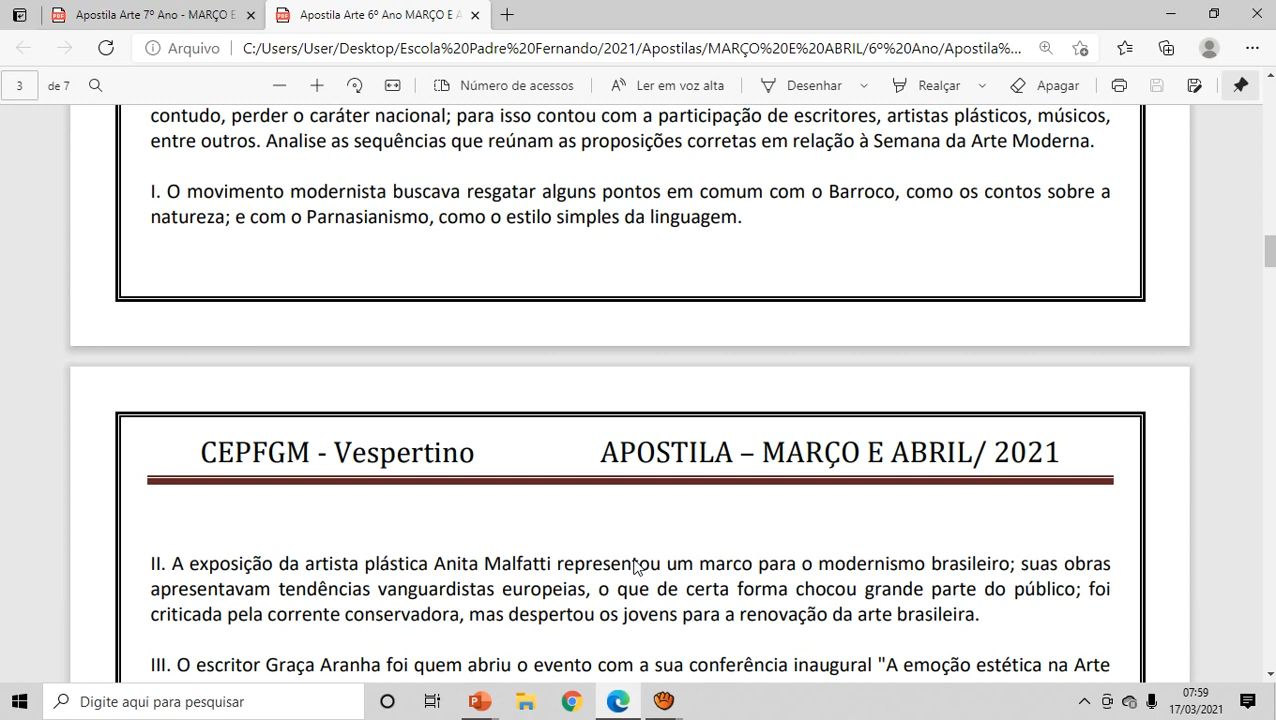 Apostila Arte 7º Ano - MARÇO E
Apostila Arte 6º Ano MARÇO E A
Arquivo
C:/Users/User/Desktop/Escola%20Padre%20Fernando/2021/Apostilas/MARÇO%20E%20ABRIL/6º%20Ano/Apostila%...
3 de 7
Número de acessos
Ler em voz alta
Desenhar
Realçar
Apagar
contudo, perder o caráter nacional; para isso contou com a participação de escritores, artistas plásticos, músicos,
entre outros. Analise as sequências que reúnam as proposições corretas em relação à Semana da Arte Moderna.
I. O movimento modernista buscava resgatar alguns pontos em comum com o Barroco, como os contos sobre a
natureza; e com o Parnasianismo, como o estilo simples da linguagem.
CEPFGM - Vespertino APOSTILA – MARÇO E ABRIL/ 2021
II. A exposição da artista plástica Anita Malfatti representou um marco para o modernismo brasileiro; suas obras
apresentavam tendências vanguardistas europeias, o que de certa forma chocou grande parte do público; foi
criticada pela corrente conservadora, mas despertou os jovens para a renovação da arte brasileira.
III. O escritor Graça Aranha foi quem abriu o evento com a sua conferência inaugural "A emoção estética na Arte
Digite aqui para pesquisar
07:59
17/03/2021